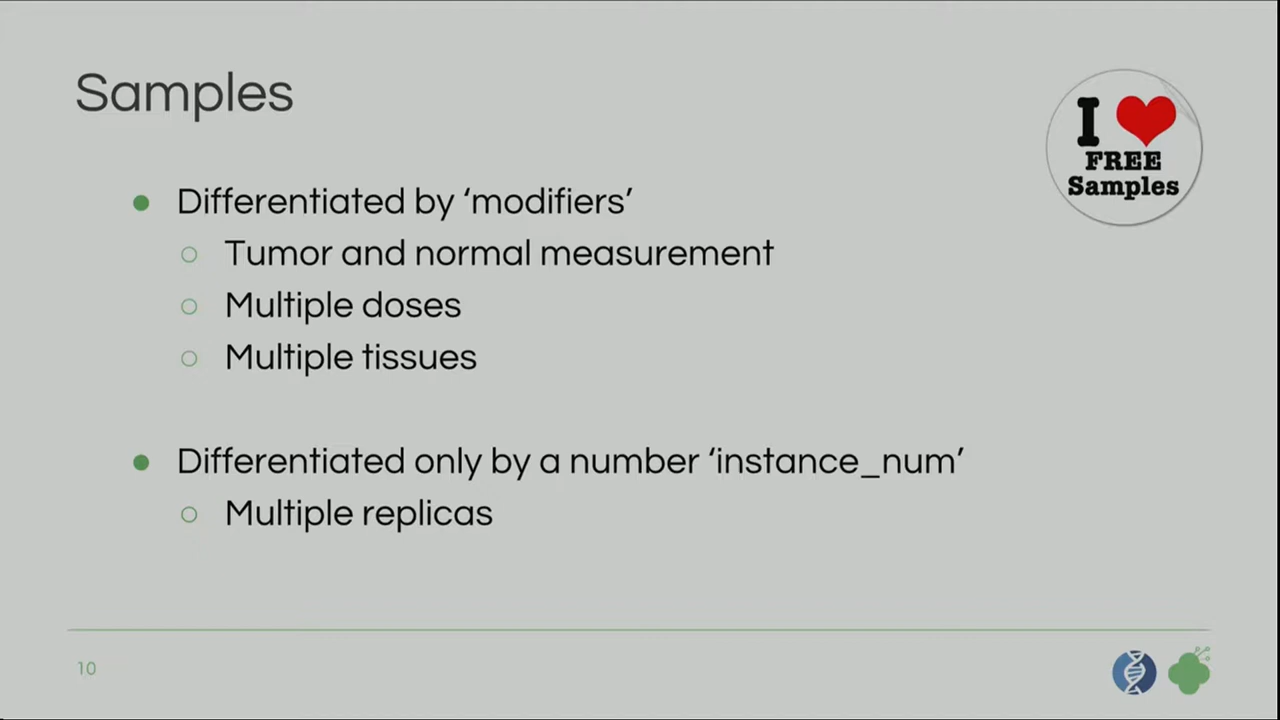 Samples
I
FREE
Samples
Differentiated by ‘modifiers’
Tumor and normal measurement
Multiple doses
Multiple tissues
Differentiated only by a number ‘instance_num’
Multiple replicas
10